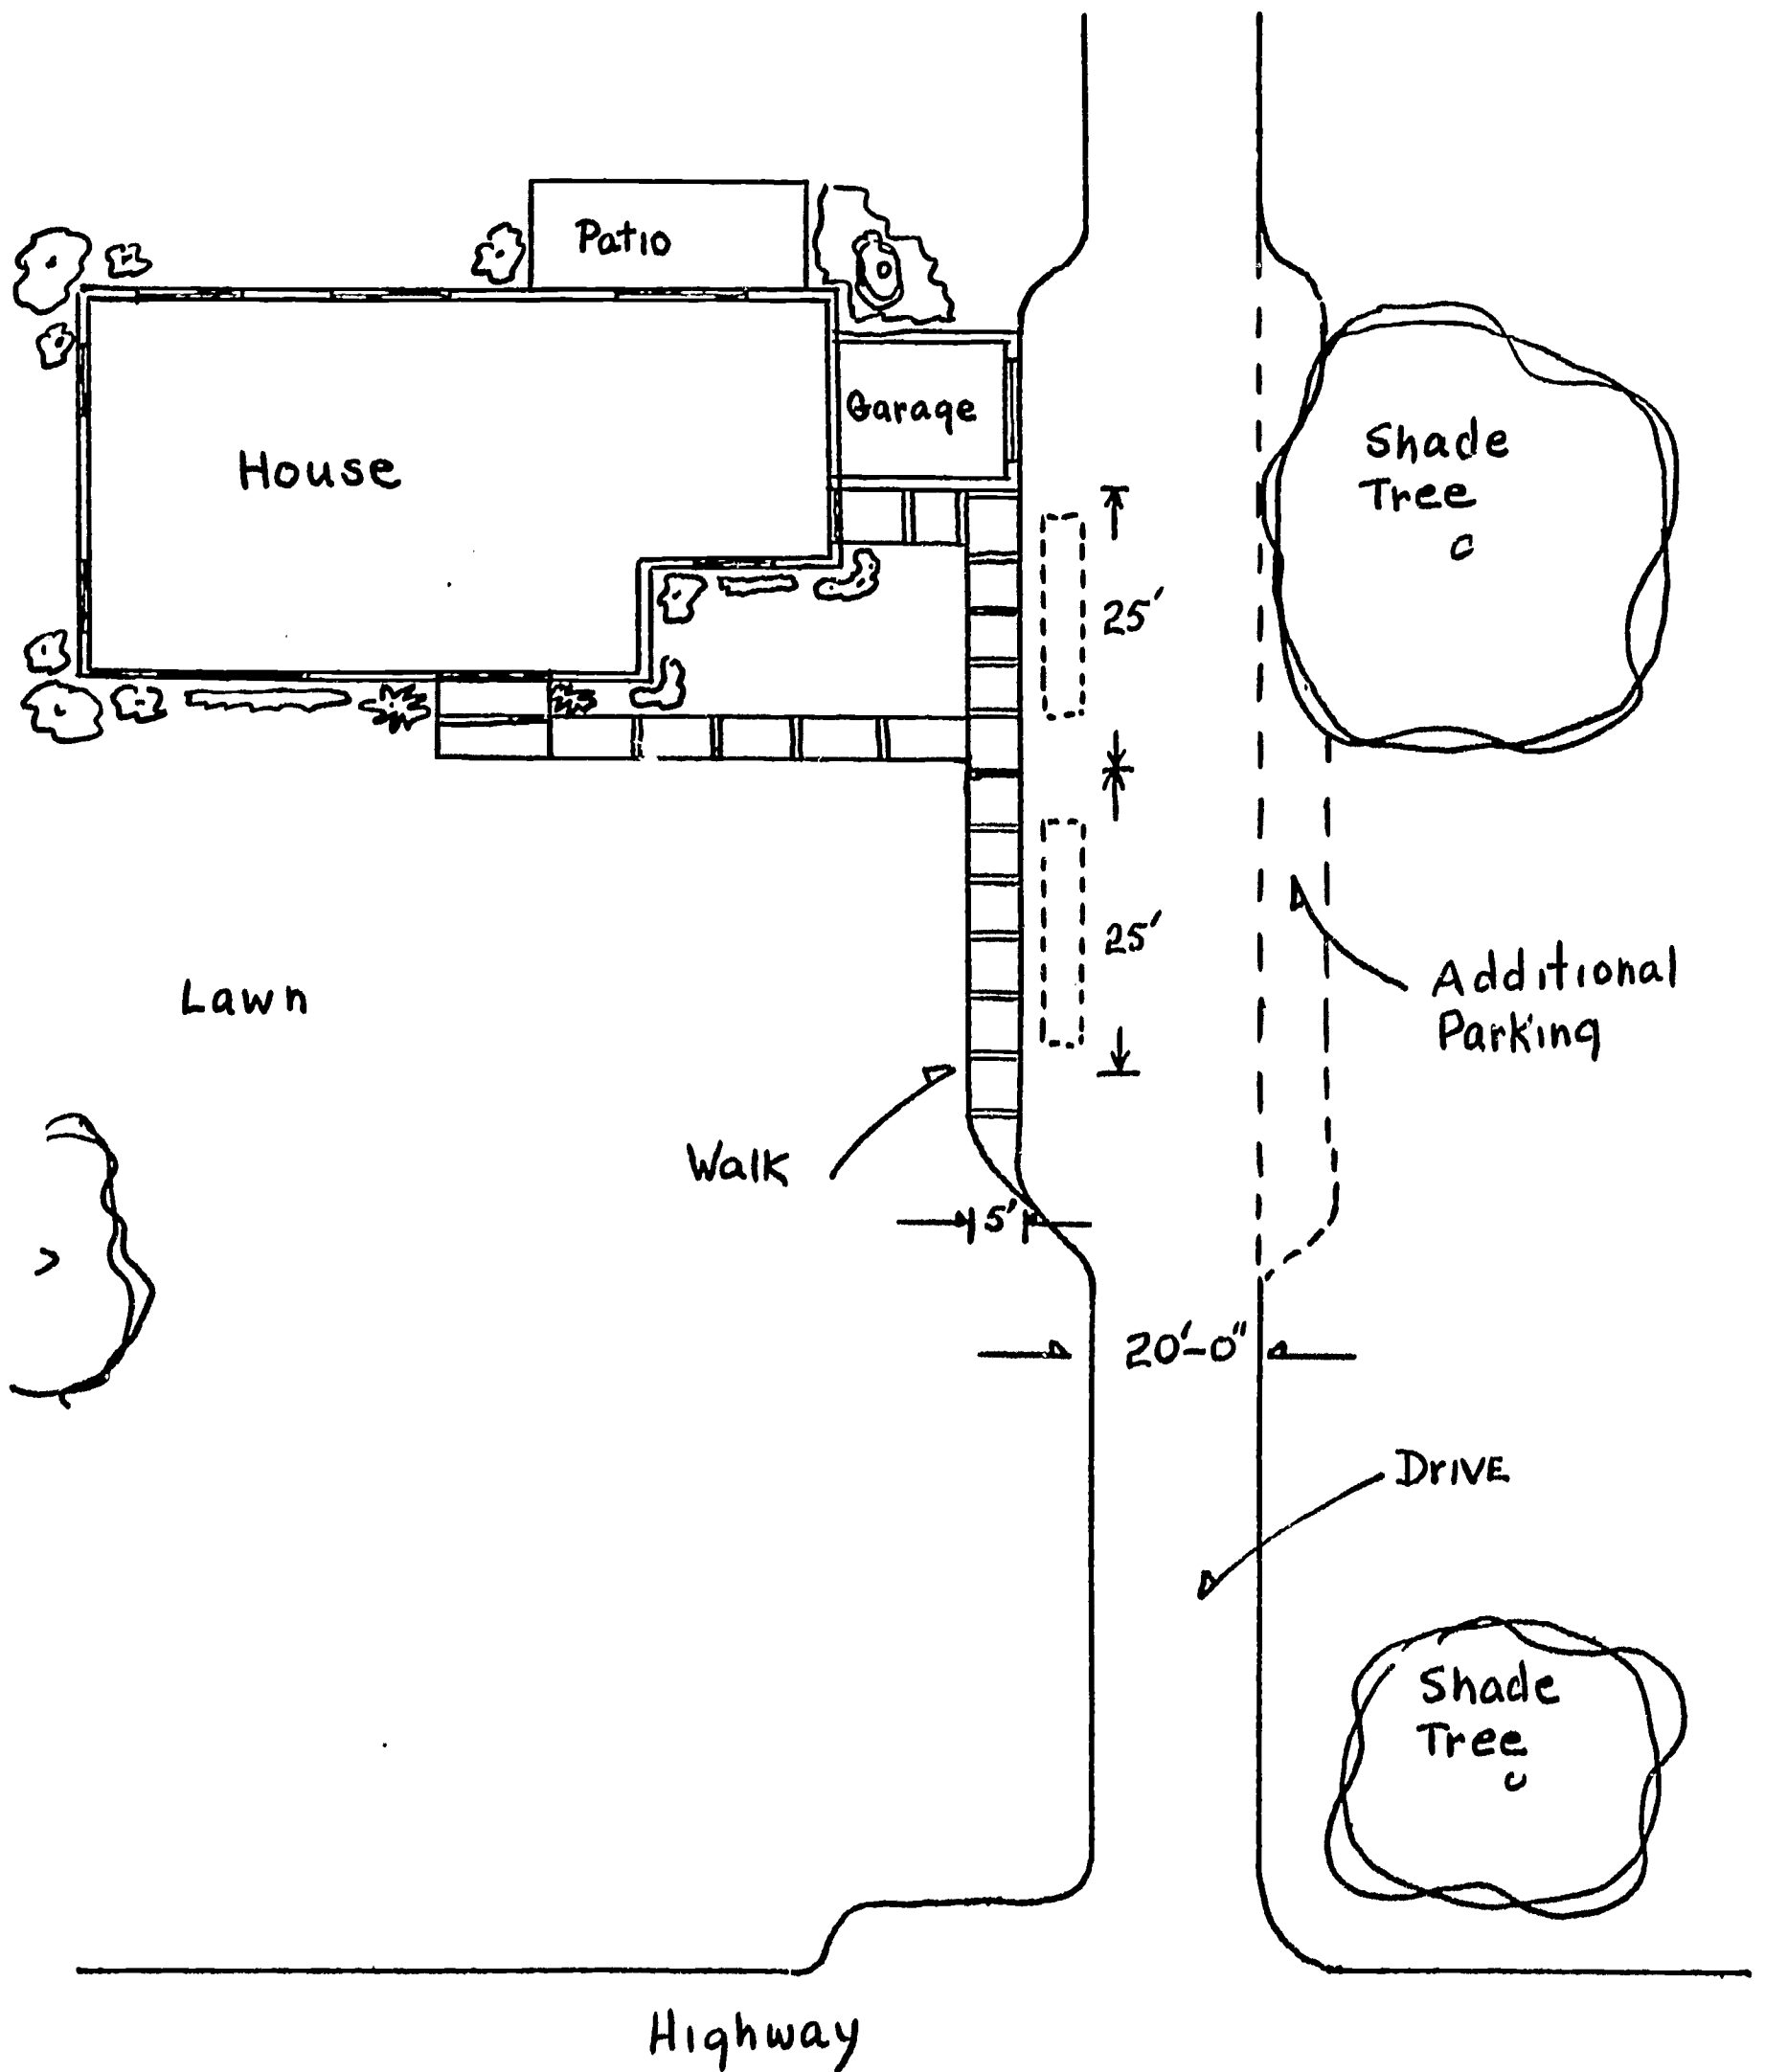 Patio
Garage
House
Shade
Tree
25'
25'
Lawn
Additional
Parking
Walk
5'
20'-0"
Drive
Shade
Tree
Highway